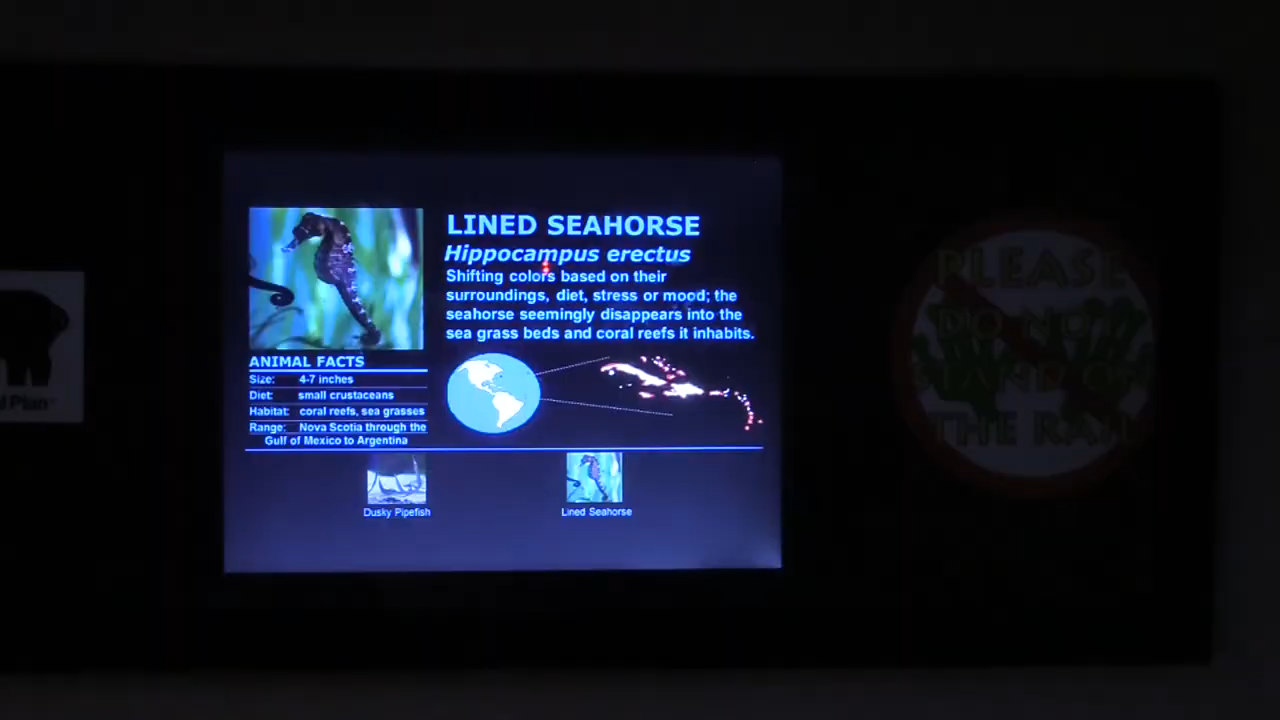 LINED SEAHORSE
Hippocampus erectus
Shifting colors based on their
surroundings, diet, stress or mood; the
seahorse seemingly disappears into the
sea grass beds and coral reefs it inhabits.
ANIMAL FACTS
Size: 4-7 inches
Diet: small crustaceans
Habitat: coral reefs, sea grasses
Range: Nova Scotia through the
Gulf of Mexico to Argentina
Dusky Pipefish
Lined Seahorse
Plan
PLEASE
DO NOT
THE